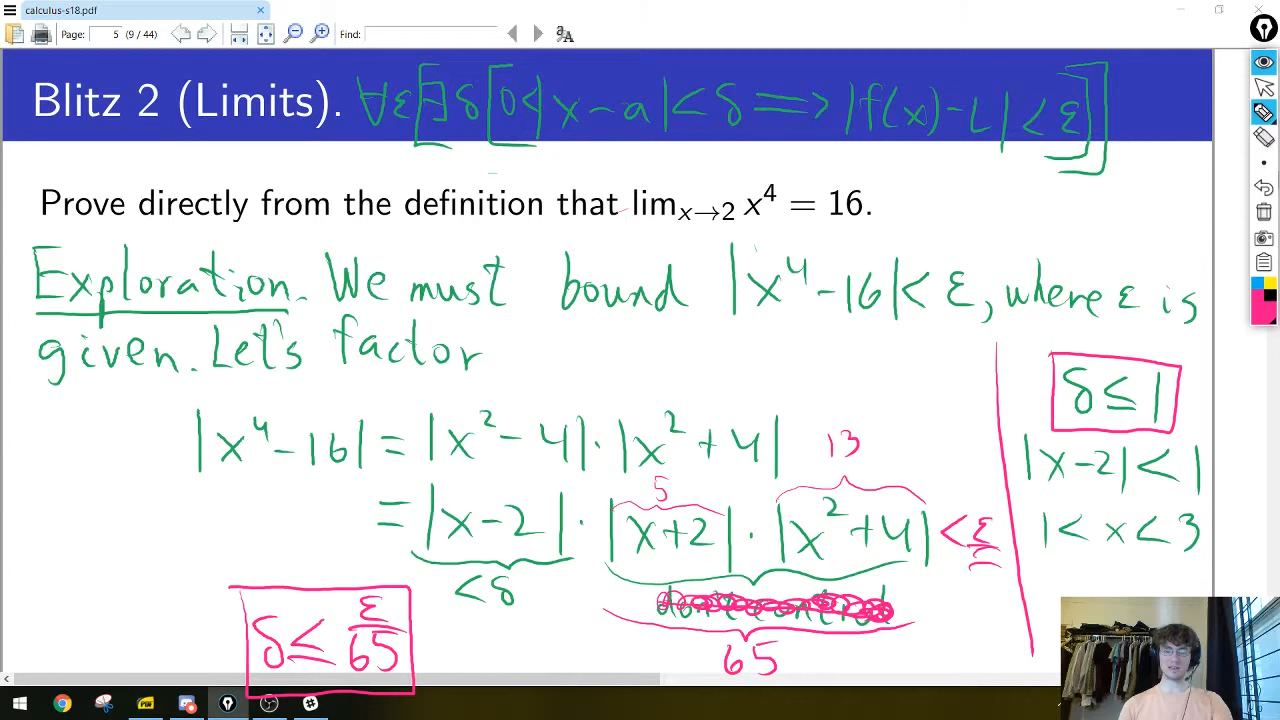 calculus-s18.pdf
Page: 5 (9 / 44) Find:
Blitz 2 (Limits). ∀ε[∃δ[0<|x-a|<δ ⟹ |f(x)-L|<ε]]
Prove directly from the definition that lim_{x→2} x⁴ = 16.
Exploration. We must bound |x⁴-16|<ε, where ε is
given. Let's factor
|x⁴-16| = |x²-4|·|x²+4|
5 13
= |x-2|·|x+2|·|x²+4| < ε
<δ
65
δ ≤ ε/65
δ ≤ 1
|x-2| < 1
1 < x < 3